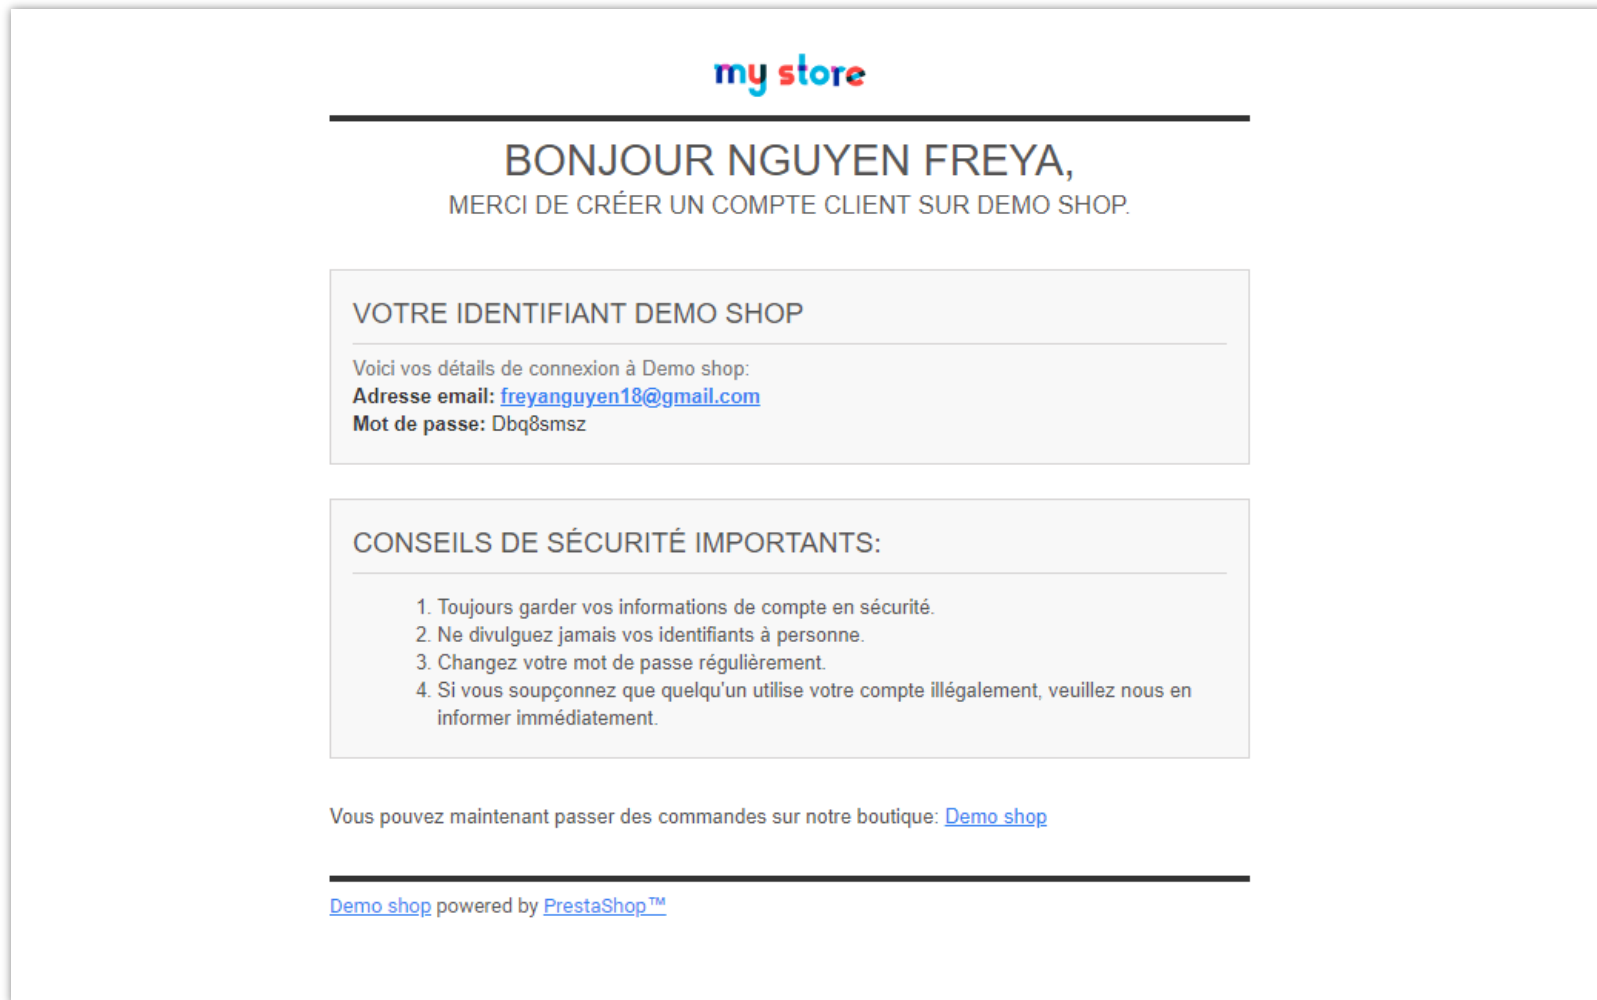 my store
BONJOUR NGUYEN FREYA,
MERCI DE CRÉER UN COMPTE CLIENT SUR DEMO SHOP.
VOTRE IDENTIFIANT DEMO SHOP
Voici vos détails de connexion à Demo shop:
Adresse email: freyanguyen18@gmail.com
Mot de passe: Dbq8smsz
CONSEILS DE SÉCURITÉ IMPORTANTS:
1. Toujours garder vos informations de compte en sécurité.
2. Ne divulguez jamais vos identifiants à personne.
3. Changez votre mot de passe régulièrement.
4. Si vous soupçonnez que quelqu'un utilise votre compte illégalement, veuillez nous en
informer immédiatement.
Vous pouvez maintenant passer des commandes sur notre boutique: Demo shop
Demo shop powered by PrestaShop™